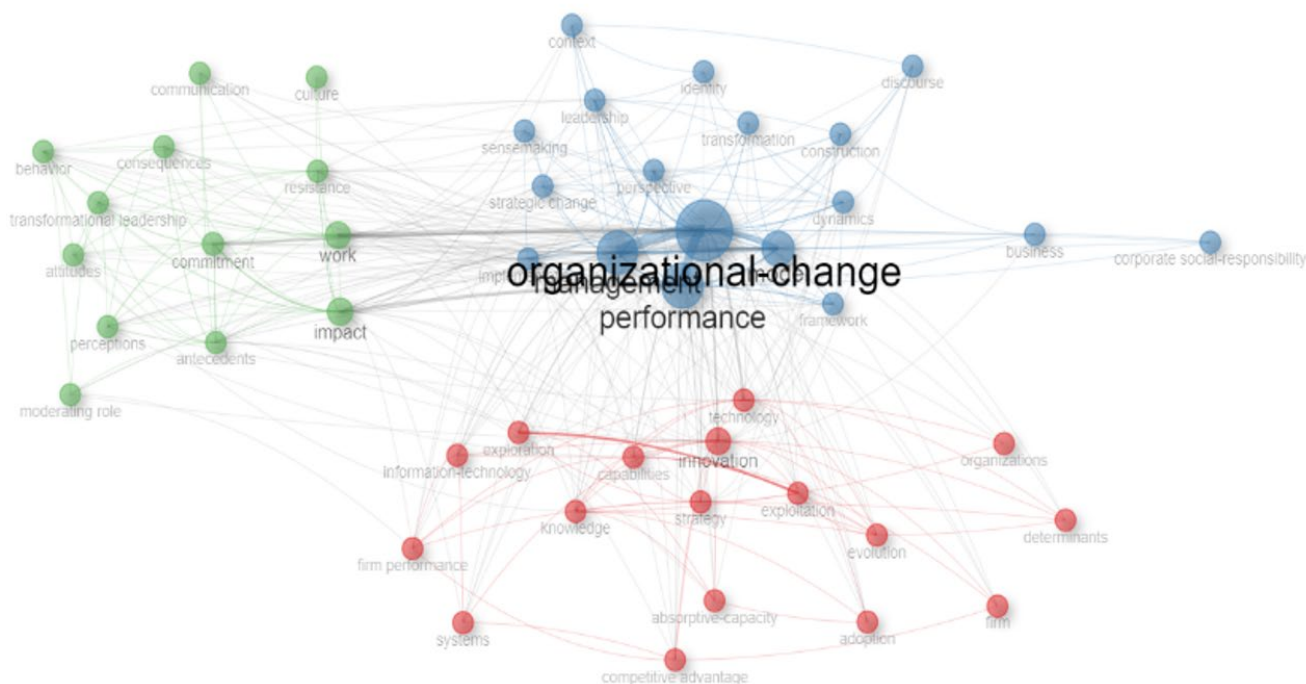 context
communication
culture
identity
discourse
leadership
sensemaking
transformation
construction
behavior
consequences
resistance
perspective
strategic change
transformational leadership
dynamics
attitudes
commitment
work
business
corporate social-responsibility
organizational-change
management
performance
framework
impact
perceptions
antecedents
moderating role
technology
exploration
innovation
organizations
information-technology
capabilities
knowledge
strategy
exploitation
evolution
determinants
firm performance
absorptive-capacity
adoption
firm
systems
competitive advantage